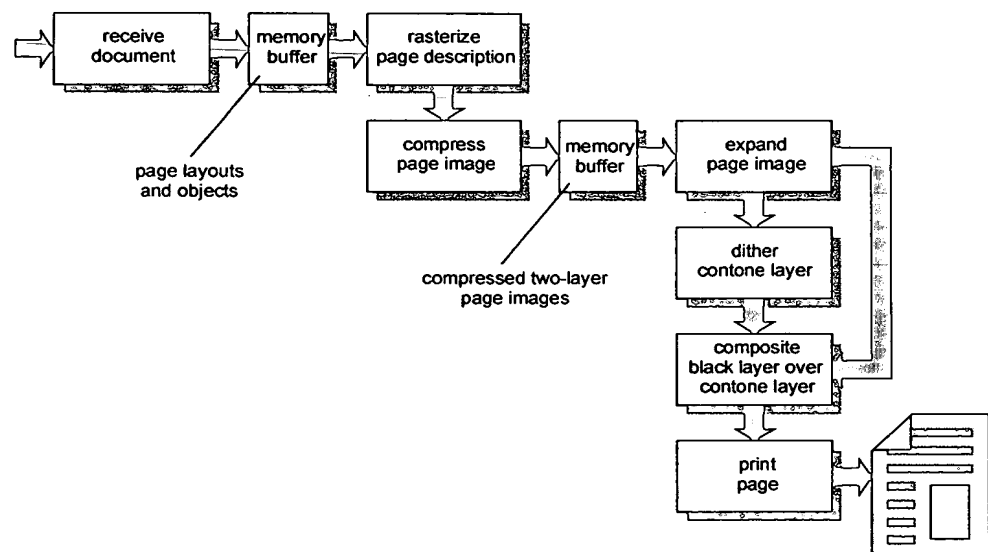 receive
document
memory
buffer
rasterize
page description
page layouts
and objects
compress
page image
memory
buffer
expand
page image
compressed two-layer
page images
dither
contone layer
composite
black layer over
contone layer
print
page